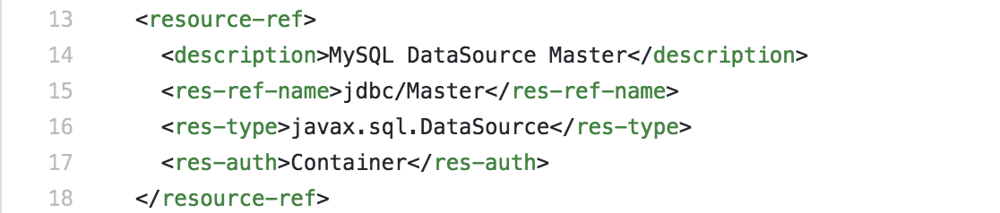 13 <resource-ref>
14 <description>MySQL DataSource Master</description>
15 <res-ref-name>jdbc/Master</res-ref-name>
16 <res-type>javax.sql.DataSource</res-type>
17 <res-auth>Container</res-auth>
18 </resource-ref>